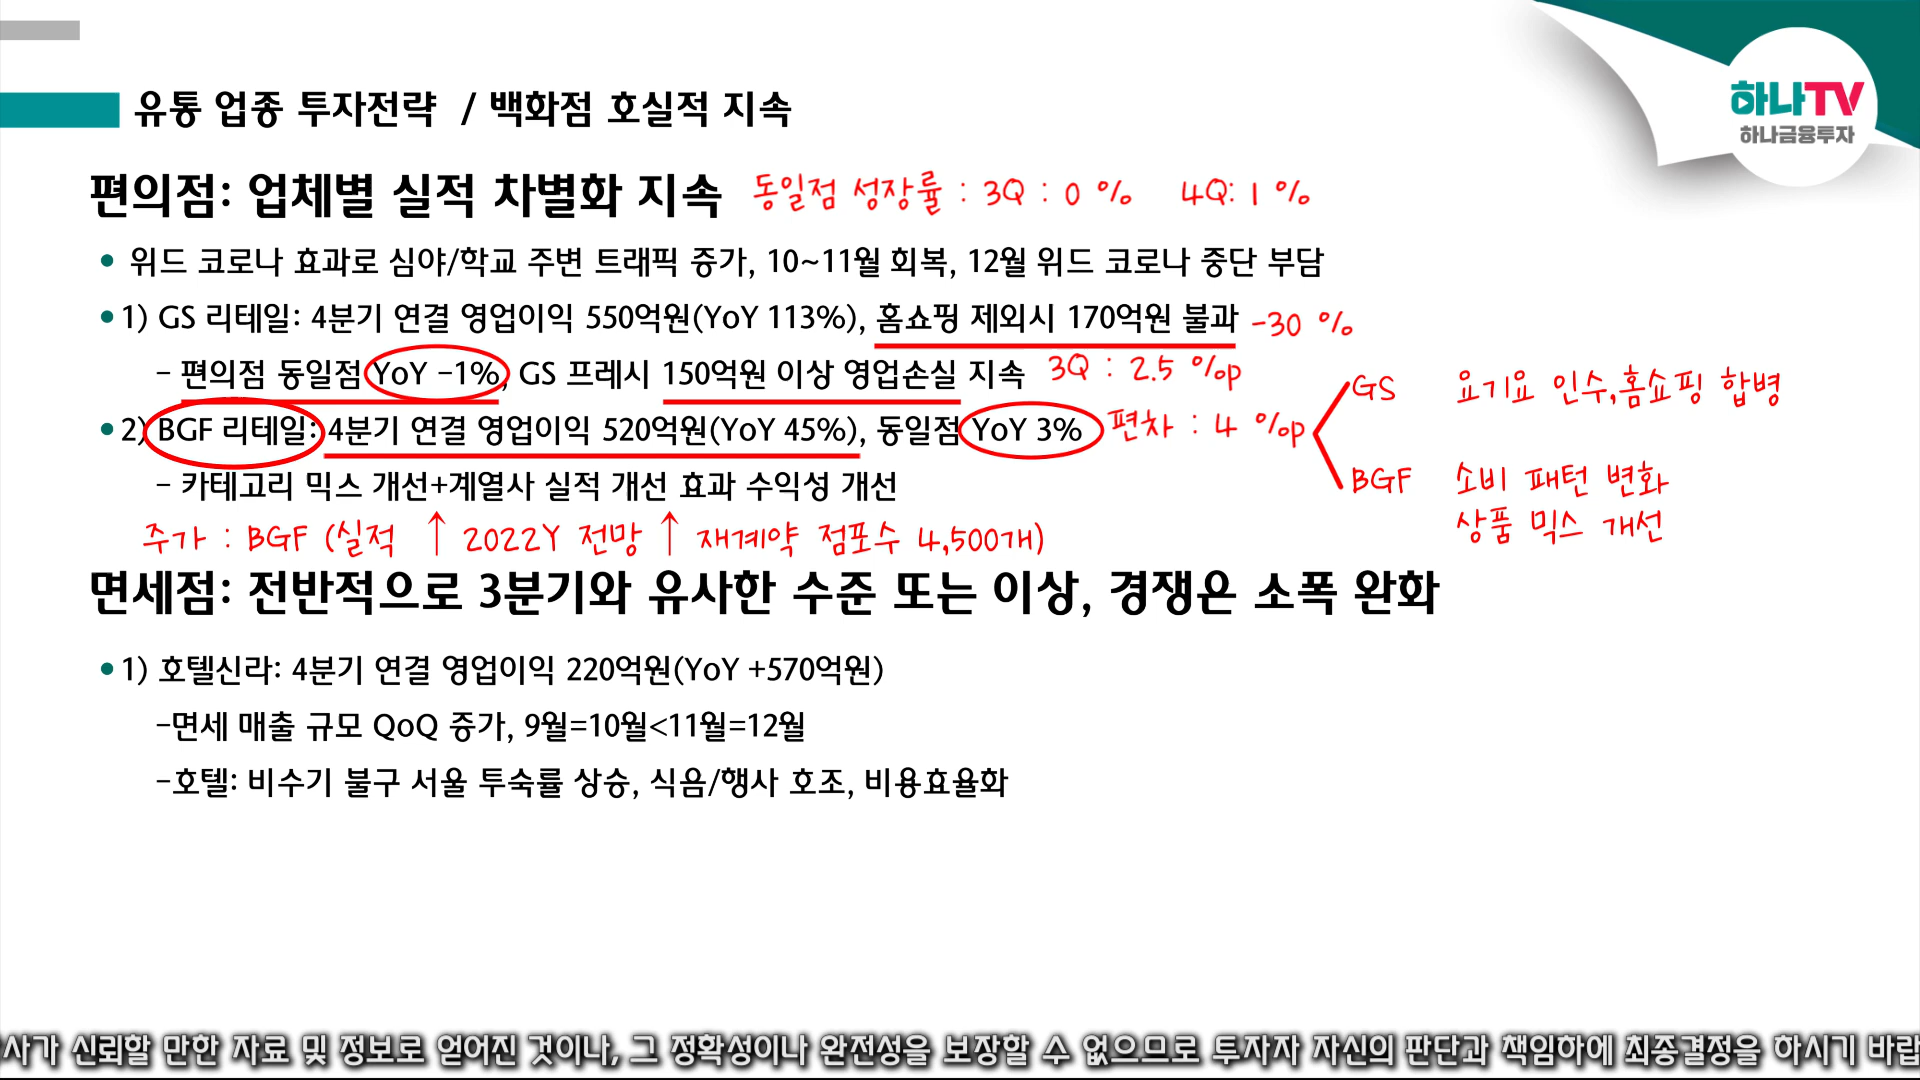 하나TV
하나금융투자
유통 업종 투자전략 / 백화점 호실적 지속
편의점: 업체별 실적 차별화 지속 동일점 성장률 : 3Q : 0 % 4Q: 1 %
• 위드 코로나 효과로 심야/학교 주변 트래픽 증가, 10~11월 회복, 12월 위드 코로나 중단 부담
• 1) GS 리테일: 4분기 연결 영업이익 550억원(YoY 113%), 홈쇼핑 제외시 170억원 불과 -30 %
- 편의점 동일점 YoY -1%, GS 프레시 150억원 이상 영업손실 지속 3Q : 2.5 %p
• 2) BGF 리테일: 4분기 연결 영업이익 520억원(YoY 45%), 동일점 YoY 3% 편차 : 4 %p
GS 요기요 인수,홈쇼핑 합병
BGF 소비 패턴 변화
상품 믹스 개선
- 카테고리 믹스 개선+계열사 실적 개선 효과 수익성 개선
주가 : BGF (실적 ↑ 2022Y 전망 ↑ 재계약 점포수 4,500개)
면세점: 전반적으로 3분기와 유사한 수준 또는 이상, 경쟁은 소폭 완화
• 1) 호텔신라: 4분기 연결 영업이익 220억원(YoY +570억원)
-면세 매출 규모 QoQ 증가, 9월=10월<11월=12월
-호텔: 비수기 불구 서울 투숙률 상승, 식음/행사 호조, 비용효율화
사가 신뢰할 만한 자료 및 정보로 얻어진 것이나, 그 정확성이나 완전성을 보장할 수 없으므로 투자자 자신의 판단과 책임하에 최종결정을 하시기 바랍